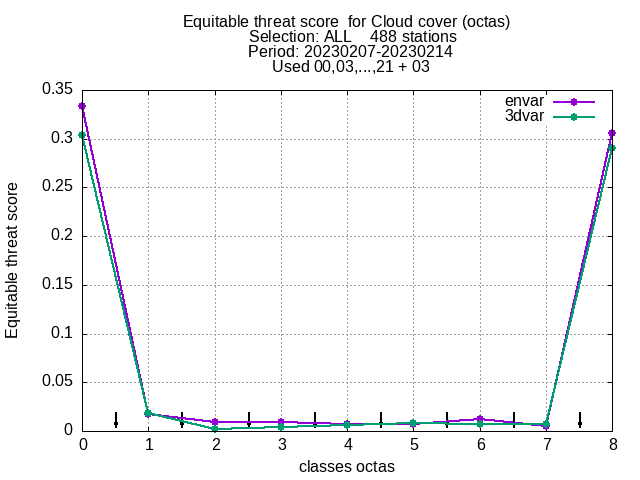 Equitable threat score  for Cloud cover (octas)
Selection: ALL    488 stations
Period: 20230207-20230214
Used 00,03,...,21 + 03
envar
3dvar
0.35
0.3
0.25
0.2
0.15
0.1
0.05
0
Equitable threat score
0 1 2 3 4 5 6 7 8
classes octas